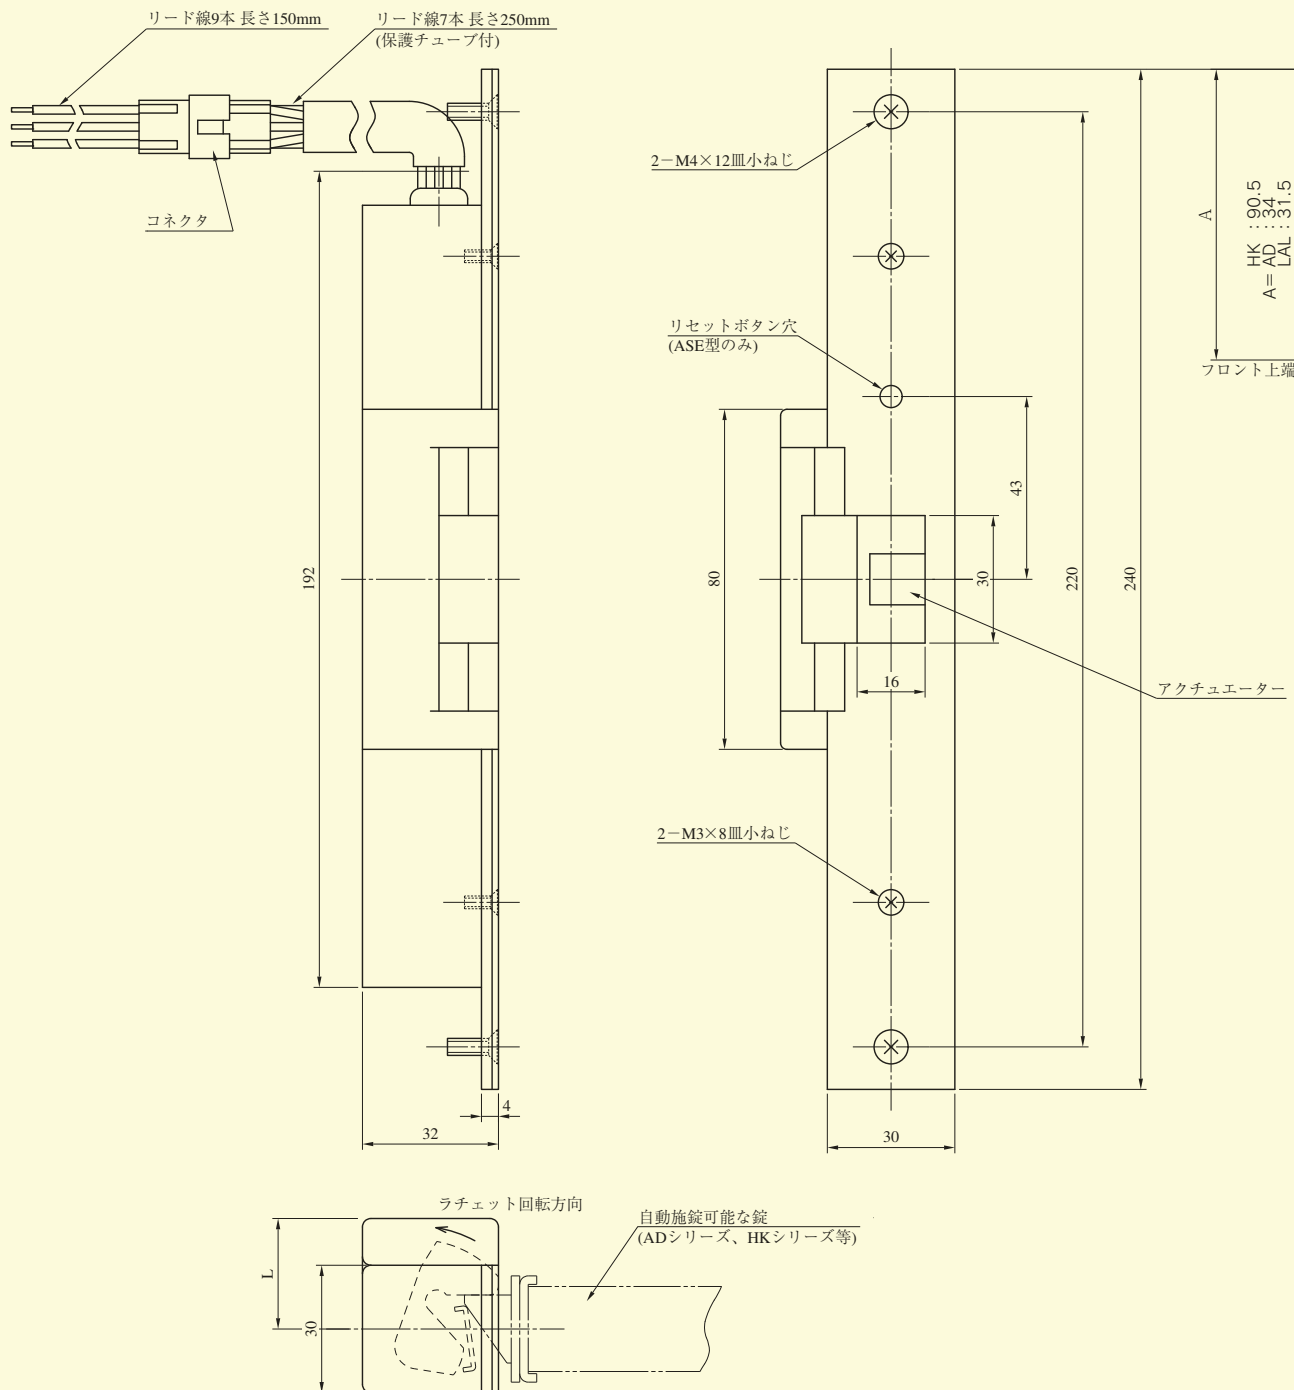 リード線9本 長さ150mm
リード線7本 長さ250mm
(保護チューブ付)
コネクタ
2－M4×12皿小ねじ
A
HK : 90.5
A= AD : 34
LAL : 31.5
リセットボタン穴
(ASE型のみ)
フロント上端
43
192
80
30
220
240
16
アクチュエーター
2－M3×8皿小ねじ
4
32
30
ラチェット回転方向
自動施錠可能な錠
(ADシリーズ、HKシリーズ等)
L
30